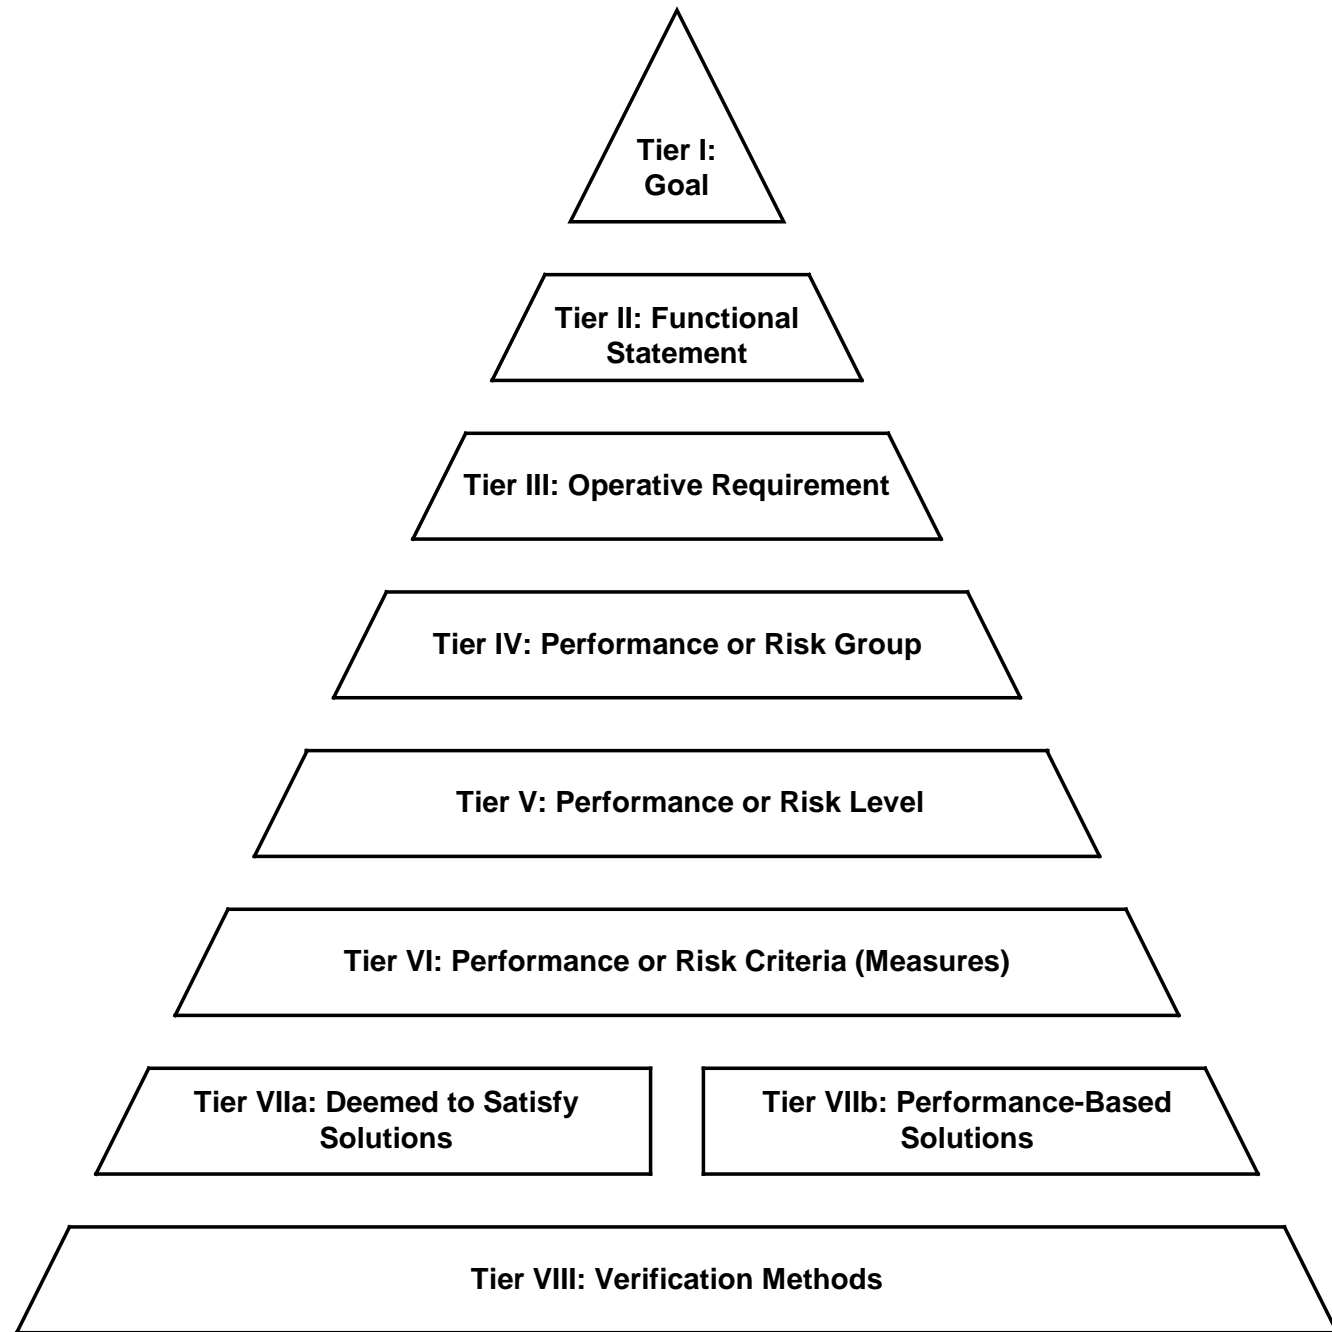 Tier I:
Goal
Tier II: Functional
Statement
Tier III: Operative Requirement
Tier IV: Performance or Risk Group
Tier V: Performance or Risk Level
Tier VI: Performance or Risk Criteria (Measures)
Tier VIIa: Deemed to Satisfy
Solutions
Tier VIIb: Performance-Based
Solutions
Tier VIII: Verification Methods